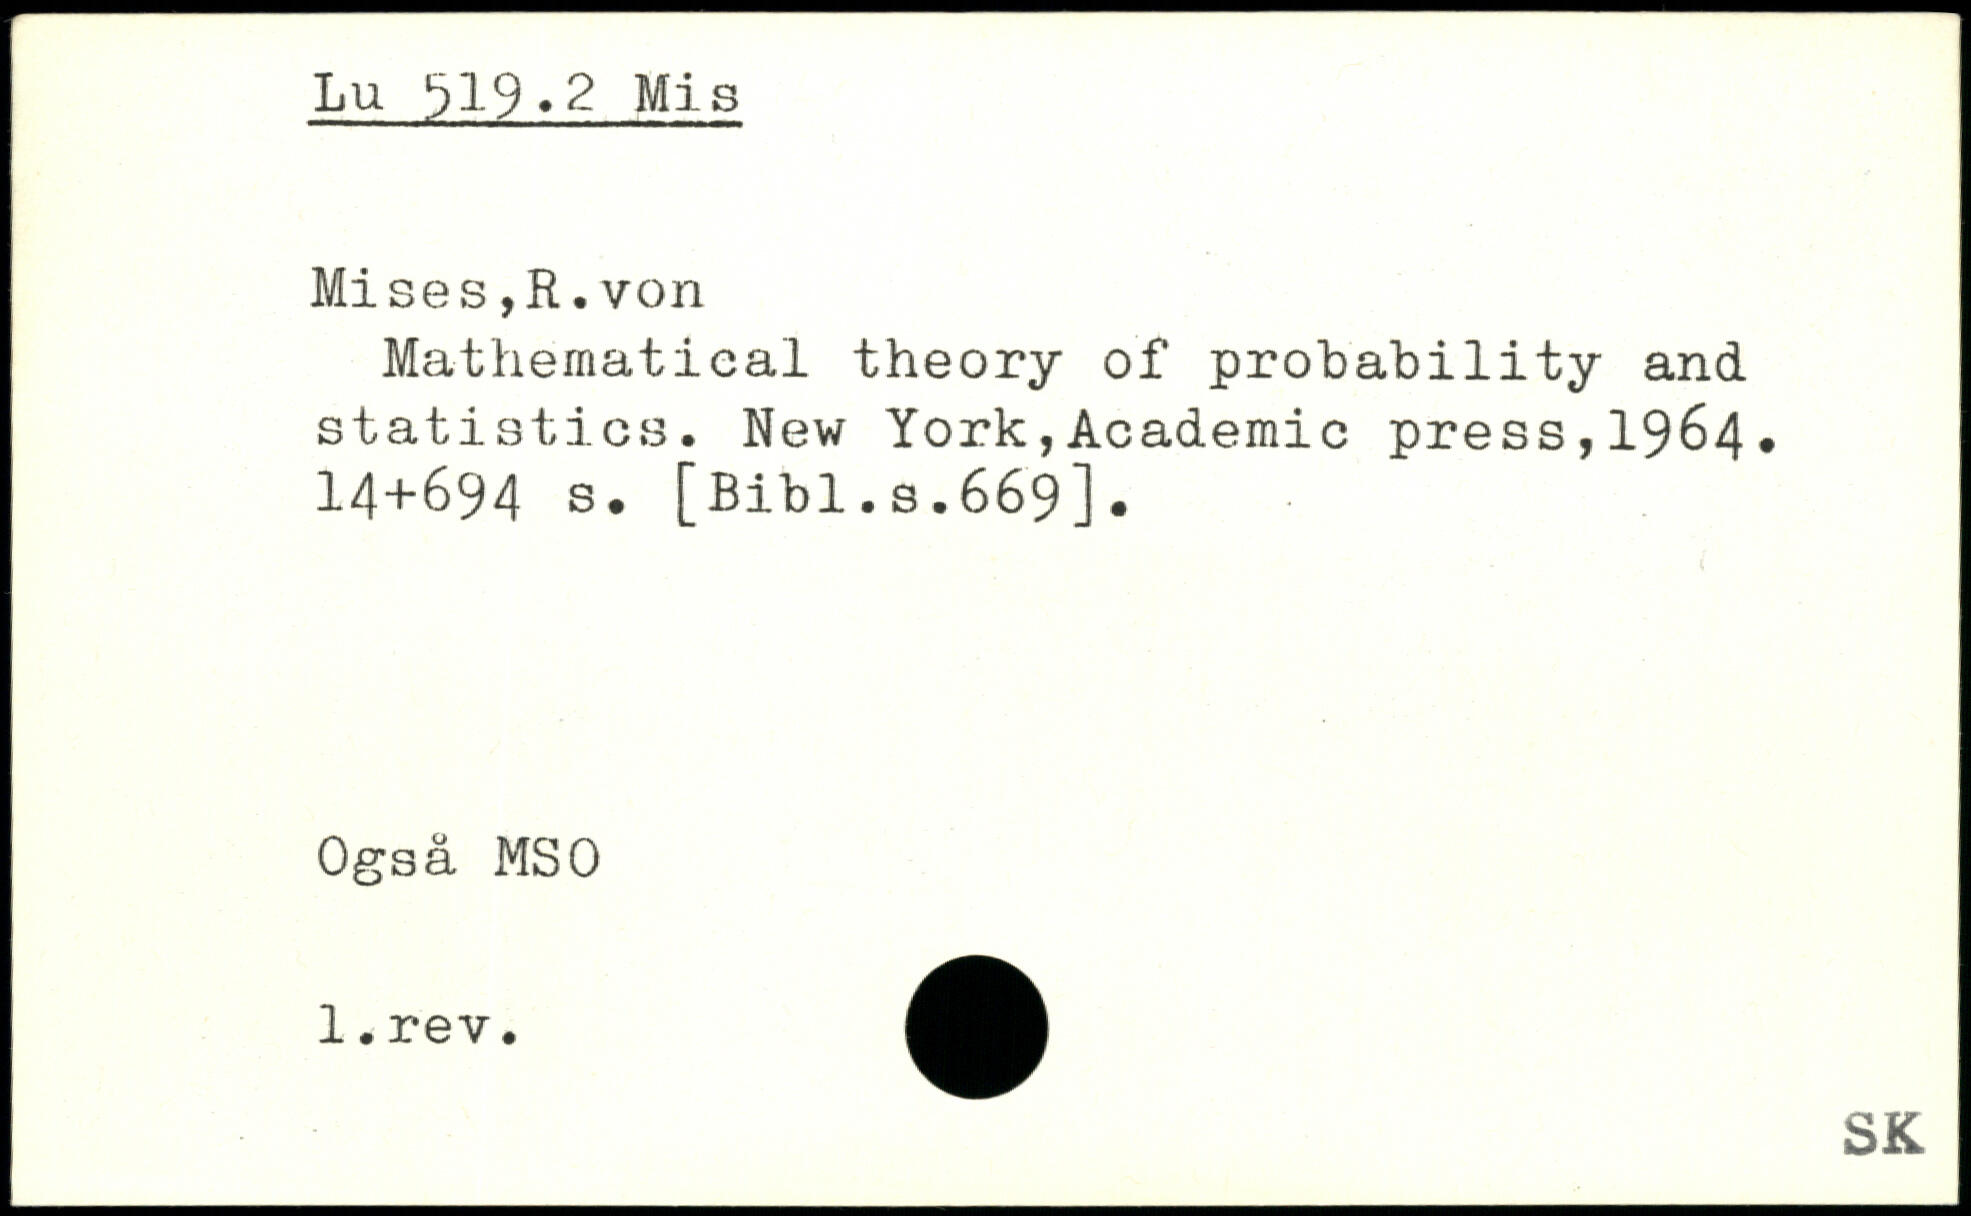 Lu 519.2 Mis
Mises,R.von
Mathematical theory of probability and
statistics. New York,Academic press,1964.
14+694 s. [Bibl.s.669].
Også MSO
1.rev.
SK